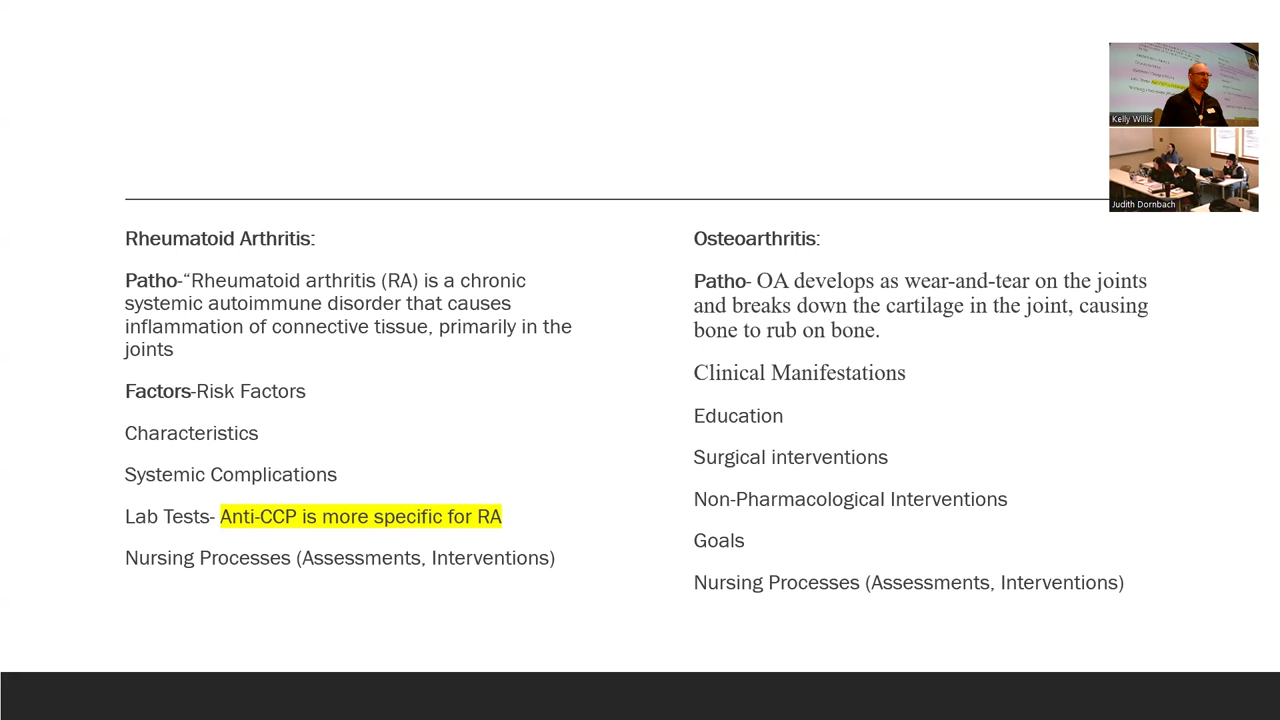 Rheumatoid Arthritis:
Patho-“Rheumatoid arthritis (RA) is a chronic
systemic autoimmune disorder that causes
inflammation of connective tissue, primarily in the
joints
Factors-Risk Factors
Characteristics
Systemic Complications
Lab Tests- Anti-CCP is more specific for RA
Nursing Processes (Assessments, Interventions)
Osteoarthritis:
Patho- OA develops as wear-and-tear on the joints
and breaks down the cartilage in the joint, causing
bone to rub on bone.
Clinical Manifestations
Education
Surgical interventions
Non-Pharmacological Interventions
Goals
Nursing Processes (Assessments, Interventions)
Kelly Willis
Judith Dornbach